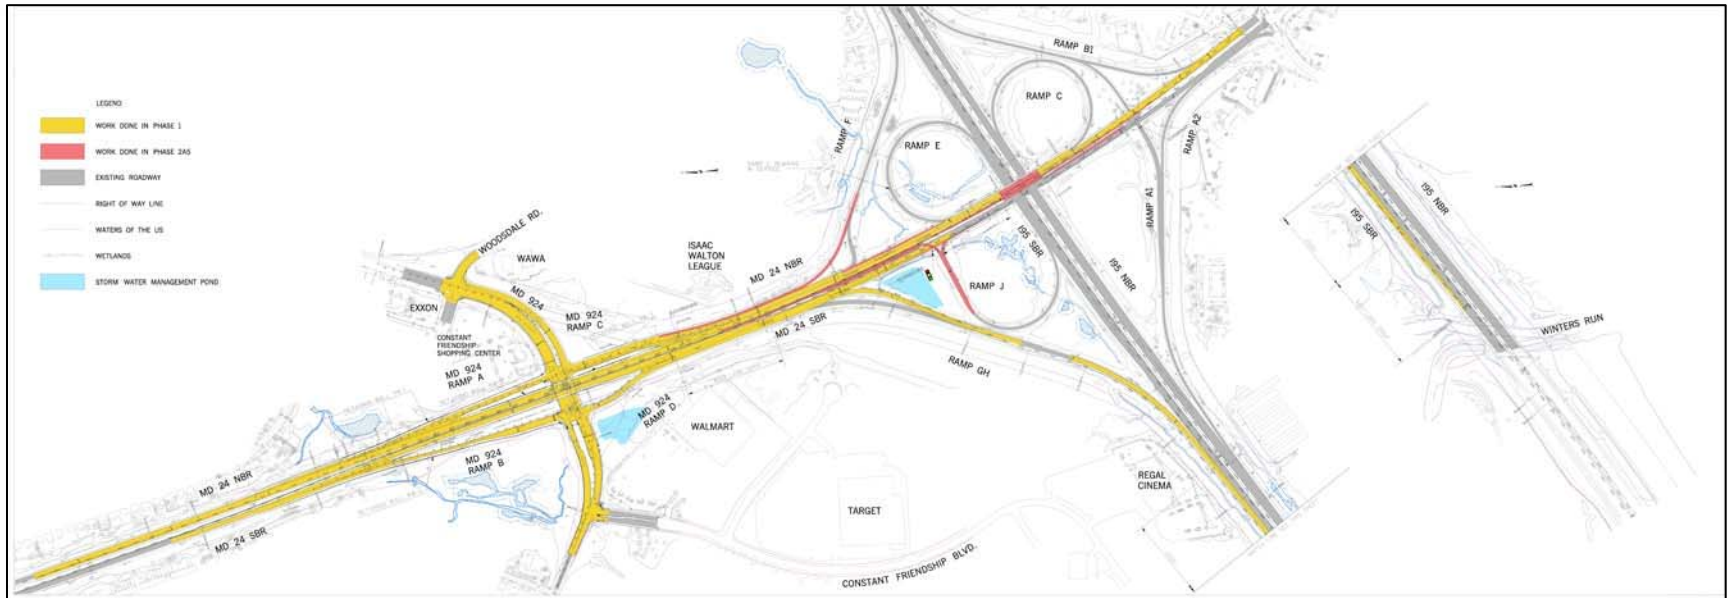 LEGEND
WORK DONE IN PHASE 1
WORK DONE IN PHASE 2AS
EXISTING ROADWAY
RIGHT OF WAY LINE
WATERS OF THE US
WETLANDS
STORM WATER MANAGEMENT POND
RAMP B1
RAMP C
RAMP F
RAMP E
RAMP A2
RAMP A1
I95 SBR
I95 NBR
RAMP J
RAMP GH
WOODSDALE RD.
WAWA
ISAAC
WALTON
LEAGUE
MD 24 NBR
MD 24 SBR
EXXON
MD 924
MD 924
RAMP C
CONSTANT
FRIENDSHIP
SHOPPING CENTER
MD 924
RAMP A
MD 924
RAMP D
WALMART
MD 924
RAMP B
MD 24 NBR
MD 24 SBR
TARGET
REGAL
CINEMA
CONSTANT FRIENDSHIP BLVD.
I95 NBR
I95 SBR
WINTERS RUN